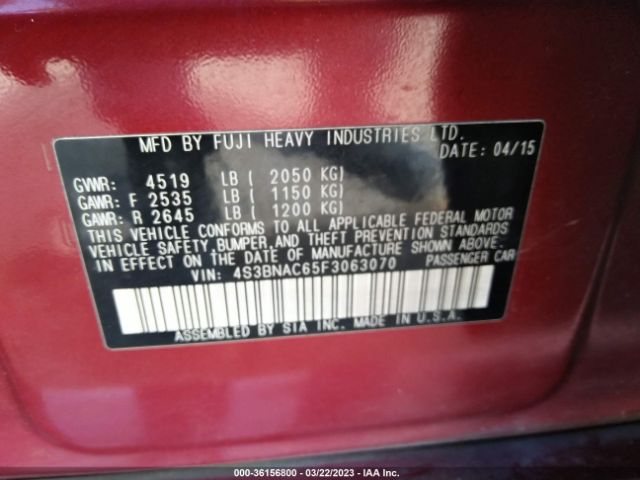 MFD BY FUJI HEAVY INDUSTRIES LTD.
DATE: 04/15
GVWR: 4519 LB ( 2050 KG)
GAWR: F 2535 LB ( 1150 KG)
GAWR: R 2645 LB ( 1200 KG)
THIS VEHICLE CONFORMS TO ALL APPLICABLE FEDERAL MOTOR
VEHICLE SAFETY, BUMPER, AND THEFT PREVENTION STANDARDS
IN EFFECT ON THE DATE OF MANUFACTURE SHOWN ABOVE.
VIN: 4S3BNAC65F3063070 PASSENGER CAR
ASSEMBLED BY SIA INC. MADE IN U.S.A.
000-36156800 - 03/22/2023 - IAA Inc.